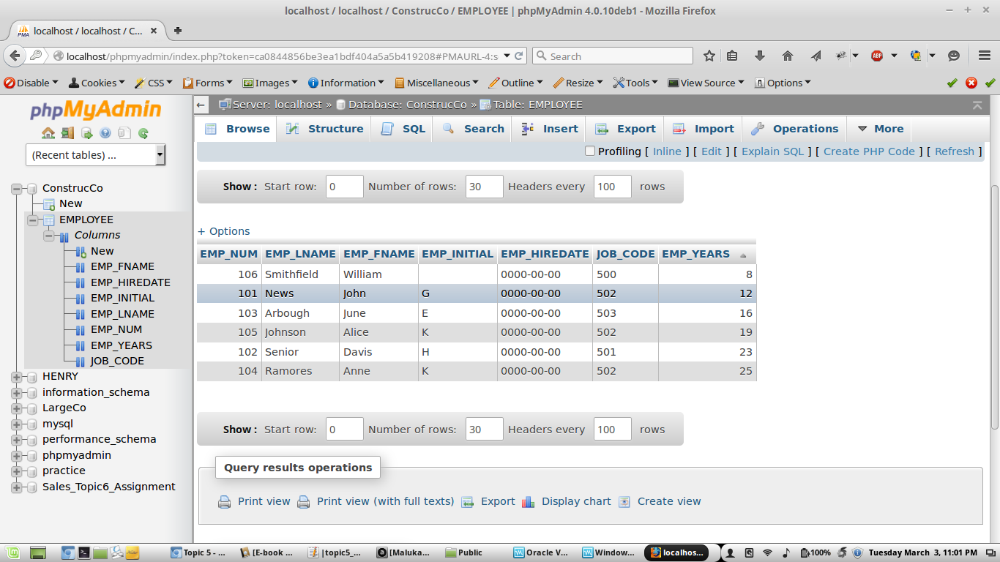 localhost / localhost / ConstrucCo / EMPLOYEE | phpMyAdmin 4.0.10deb1 - Mozilla Firefox
PMA localhost / localhost / C...
localhost/phpmyadmin/index.php?token=ca0844856be3ea1bdf404a5a5b419208#PMAURL-4:s Search ABP
Disable Cookies CSS Forms Images Information Miscellaneous Outline Resize Tools View Source Options
phpMyAdmin
(Recent tables) ...
ConstrucCo
New
EMPLOYEE
Columns
New
EMP_FNAME
EMP_HIREDATE
EMP_INITIAL
EMP_LNAME
EMP_NUM
EMP_YEARS
JOB_CODE
HENRY
information_schema
LargeCo
mysql
performance_schema
phpmyadmin
practice
Sales_Topic6_Assignment
Server: localhost » Database: ConstrucCo » Table: EMPLOYEE
Browse Structure SQL Search Insert Export Import Operations More
Profiling [ Inline ] [ Edit ] [ Explain SQL ] [ Create PHP Code ] [ Refresh ]
Show : Start row: 0 Number of rows: 30 Headers every 100 rows
+ Options
EMP_NUM EMP_LNAME EMP_FNAME EMP_INITIAL EMP_HIREDATE JOB_CODE EMP_YEARS
106 Smithfield William 0000-00-00 500 8
101 News John G 0000-00-00 502 12
103 Arbough June E 0000-00-00 503 16
105 Johnson Alice K 0000-00-00 502 19
102 Senior Davis H 0000-00-00 501 23
104 Ramores Anne K 0000-00-00 502 25
Show : Start row: 0 Number of rows: 30 Headers every 100 rows
Query results operations
Print view Print view (with full texts) Export Display chart Create view
Topic 5 - ... [E-book ... |topic5_... [Maluka... Public Oracle V... Window... localhos... 100% Tuesday March 3, 11:01 PM